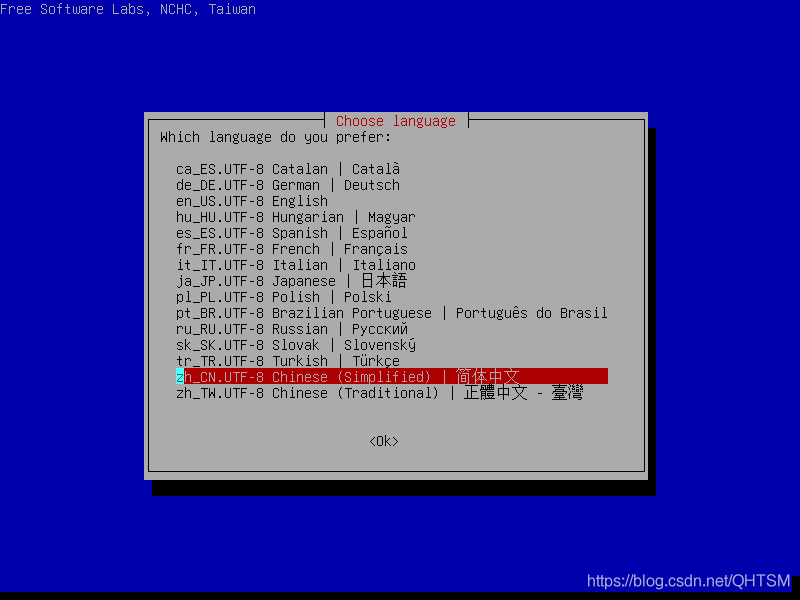 Free Software Labs, NCHC, Taiwan
Choose language
Which language do you prefer:
ca_ES.UTF-8 Catalan | Català
de_DE.UTF-8 German | Deutsch
en_US.UTF-8 English
hu_HU.UTF-8 Hungarian | Magyar
es_ES.UTF-8 Spanish | Español
fr_FR.UTF-8 French | Français
it_IT.UTF-8 Italian | Italiano
ja_JP.UTF-8 Japanese | 日本語
pl_PL.UTF-8 Polish | Polski
pt_BR.UTF-8 Brazilian Portuguese | Português do Brasil
ru_RU.UTF-8 Russian | Русский
sk_SK.UTF-8 Slovak | Slovenský
tr_TR.UTF-8 Turkish | Türkçe
zh_CN.UTF-8 Chinese (Simplified) | 简体中文
zh_TW.UTF-8 Chinese (Traditional) | 正體中文 - 臺灣
<Ok>
https://blog.csdn.net/QHTSM